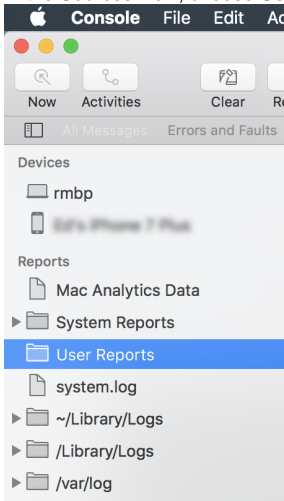 Console File Edit
Now Activities Clear
All Messages Errors and Faults
Devices
rmbp
Reports
Mac Analytics Data
System Reports
User Reports
system.log
~/Library/Logs
/Library/Logs
/var/log